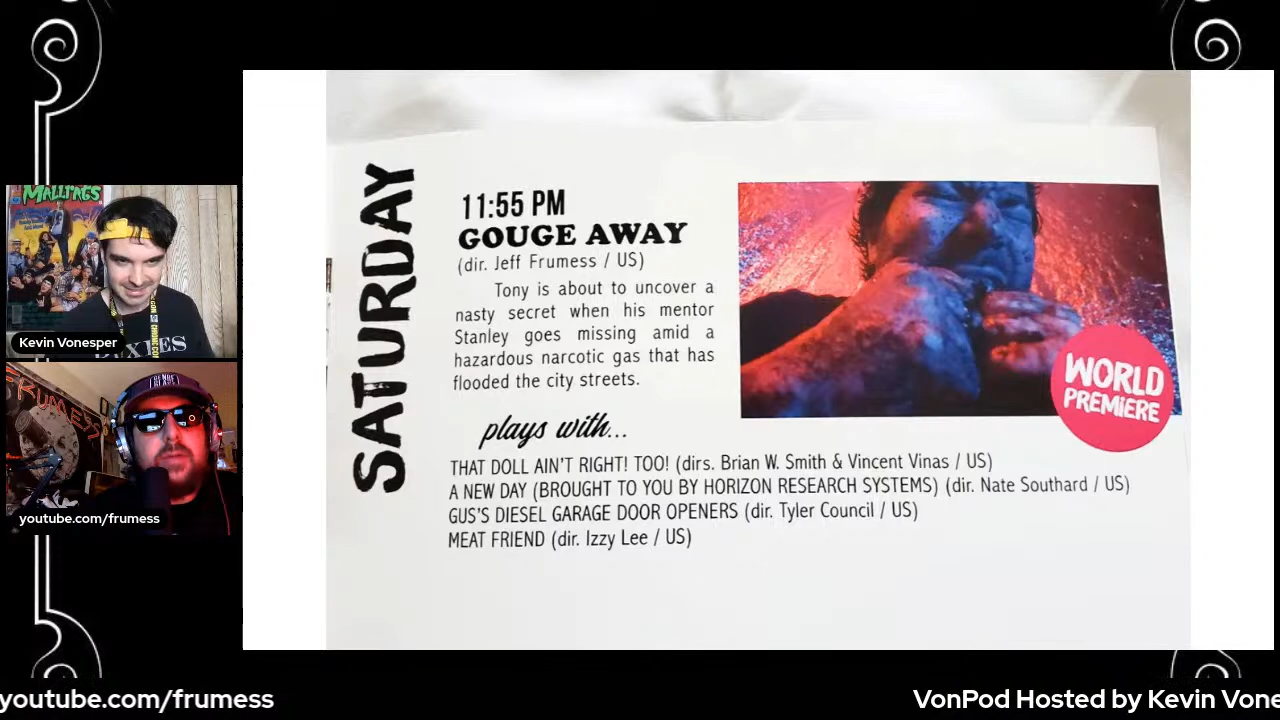 MALLRATS
Kevin Vonesper
FRUMESS
youtube.com/frumess
SATURDAY
11:55 PM
GOUGE AWAY
(dir. Jeff Frumess / US)
Tony is about to uncover a
nasty secret when his mentor
Stanley goes missing amid a
hazardous narcotic gas that has
flooded the city streets.
plays with...
THAT DOLL AIN'T RIGHT! TOO! (dirs. Brian W. Smith & Vincent Vinas / US)
A NEW DAY (BROUGHT TO YOU BY HORIZON RESEARCH SYSTEMS) (dir. Nate Southard / US)
GUS'S DIESEL GARAGE DOOR OPENERS (dir. Tyler Council / US)
MEAT FRIEND (dir. Izzy Lee / US)
WORLD
PREMIERE
youtube.com/frumess
VonPod Hosted by Kevin Vone